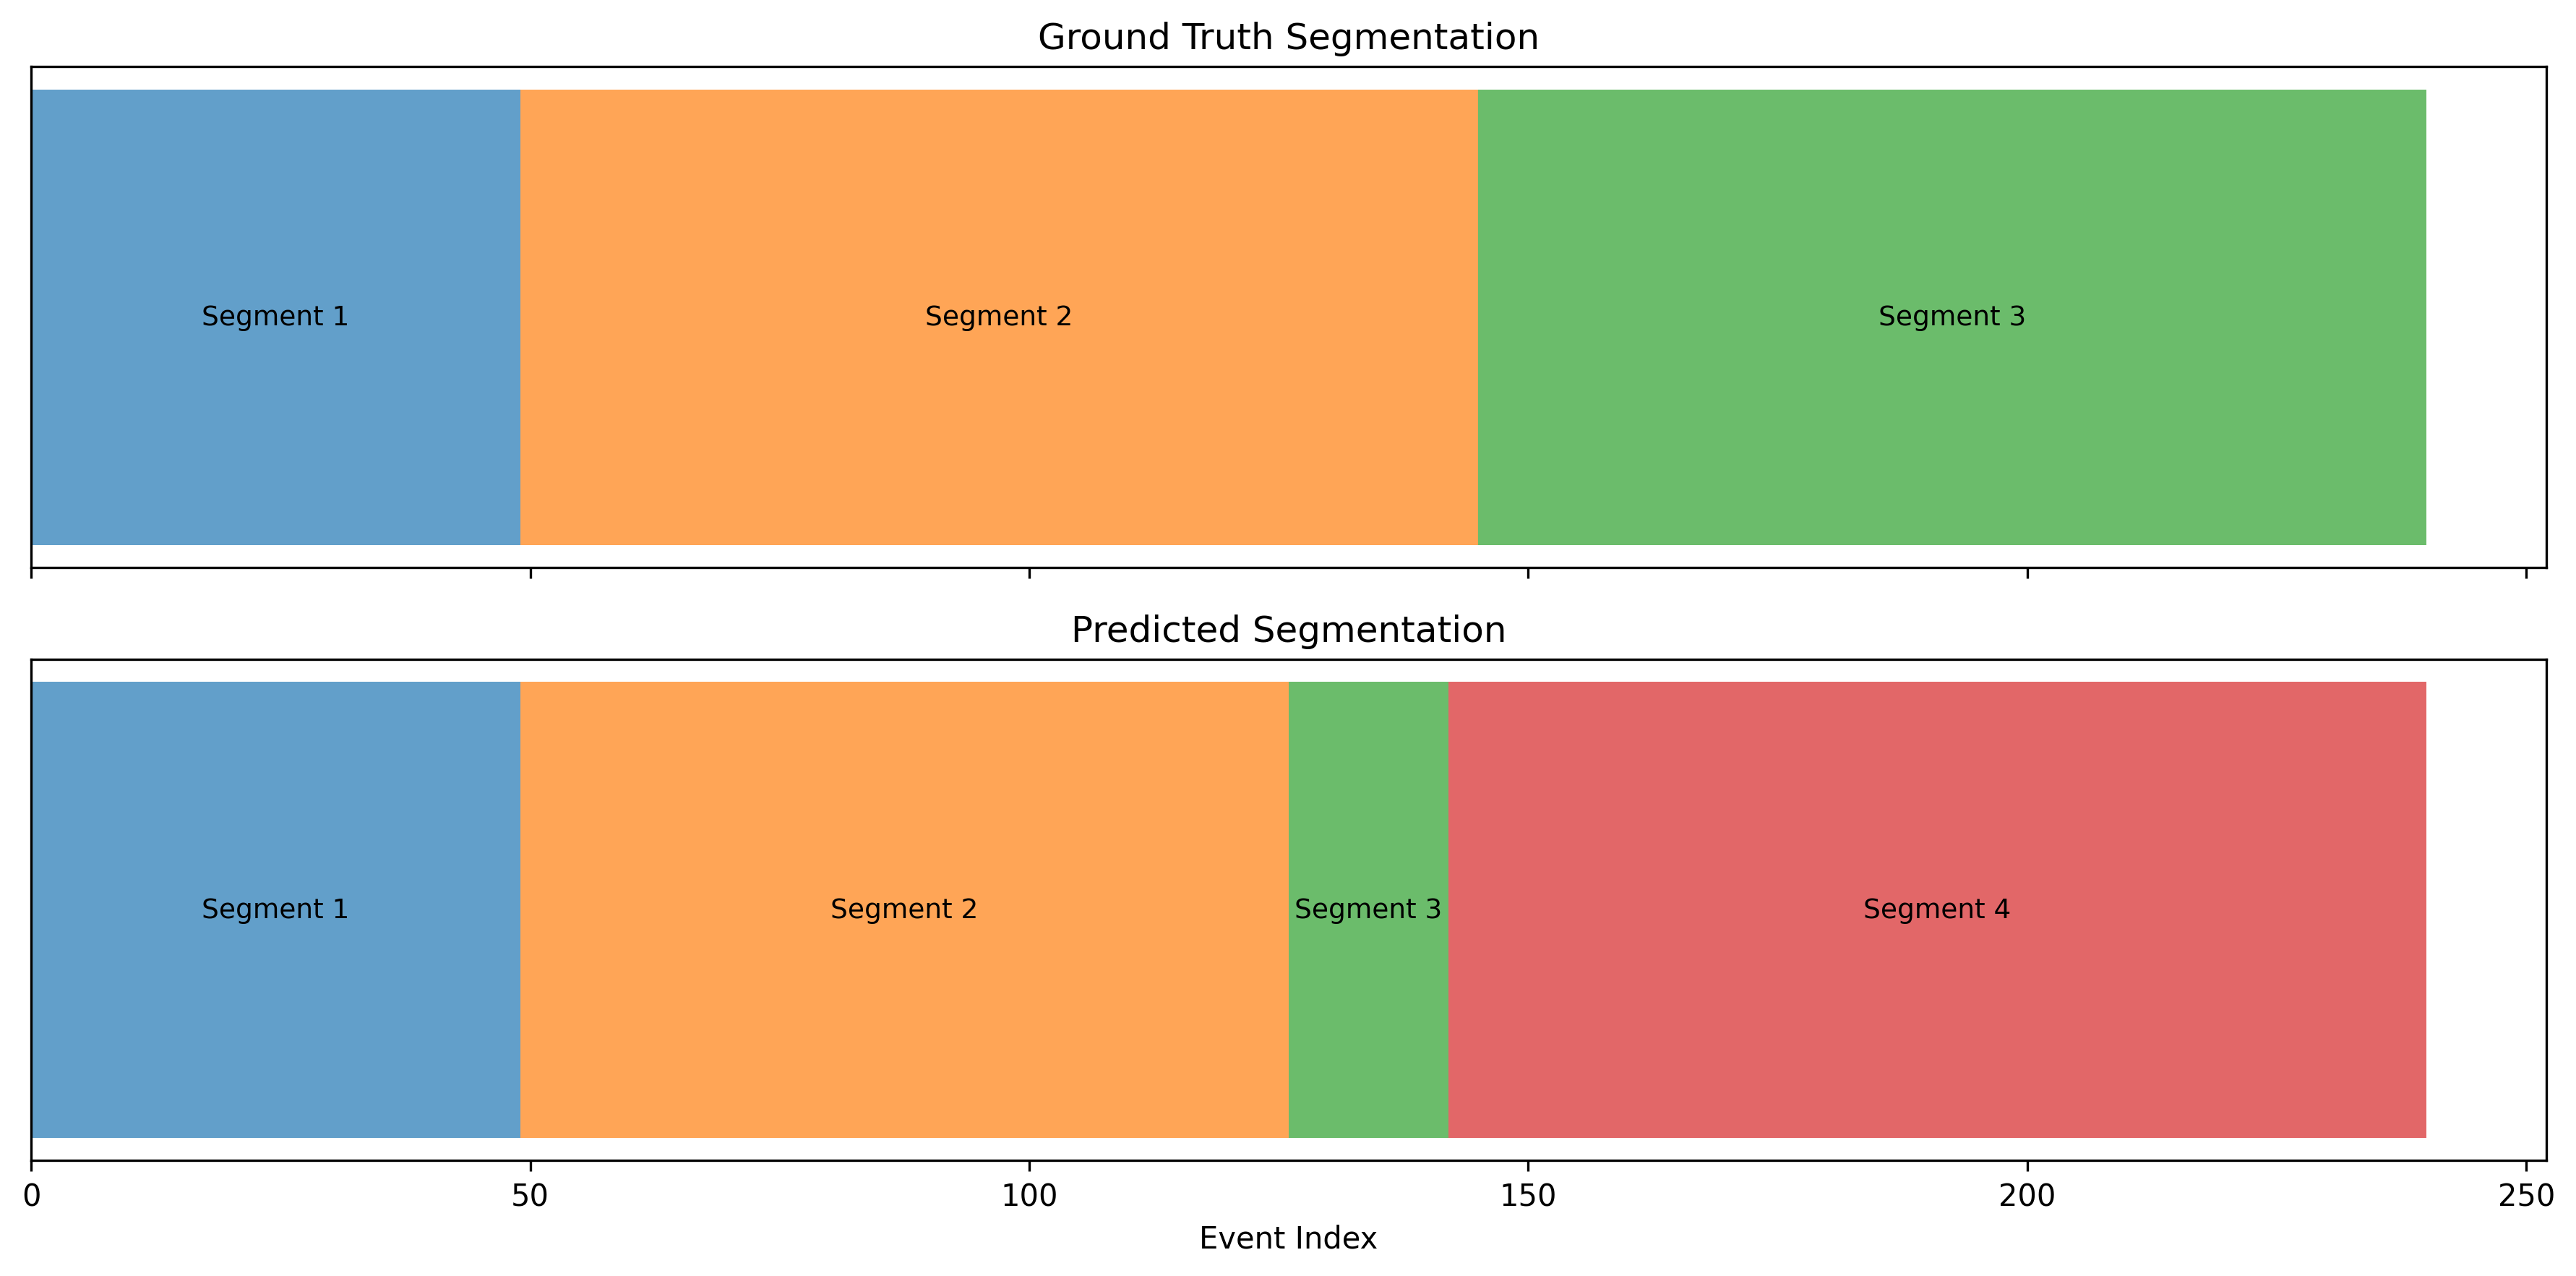 Ground Truth Segmentation
Segment 1 Segment 2 Segment 3
Predicted Segmentation
Segment 1 Segment 2 Segment 3 Segment 4
0 50 100 150 200 250
Event Index